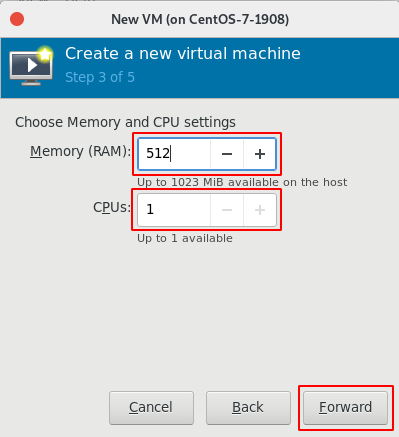 New VM (on CentOS-7-1908)
Create a new virtual machine
Step 3 of 5
Choose Memory and CPU settings
Memory (RAM): 512 − +
Up to 1023 MiB available on the host
CPUs: 1 − +
Up to 1 available
Cancel Back Forward